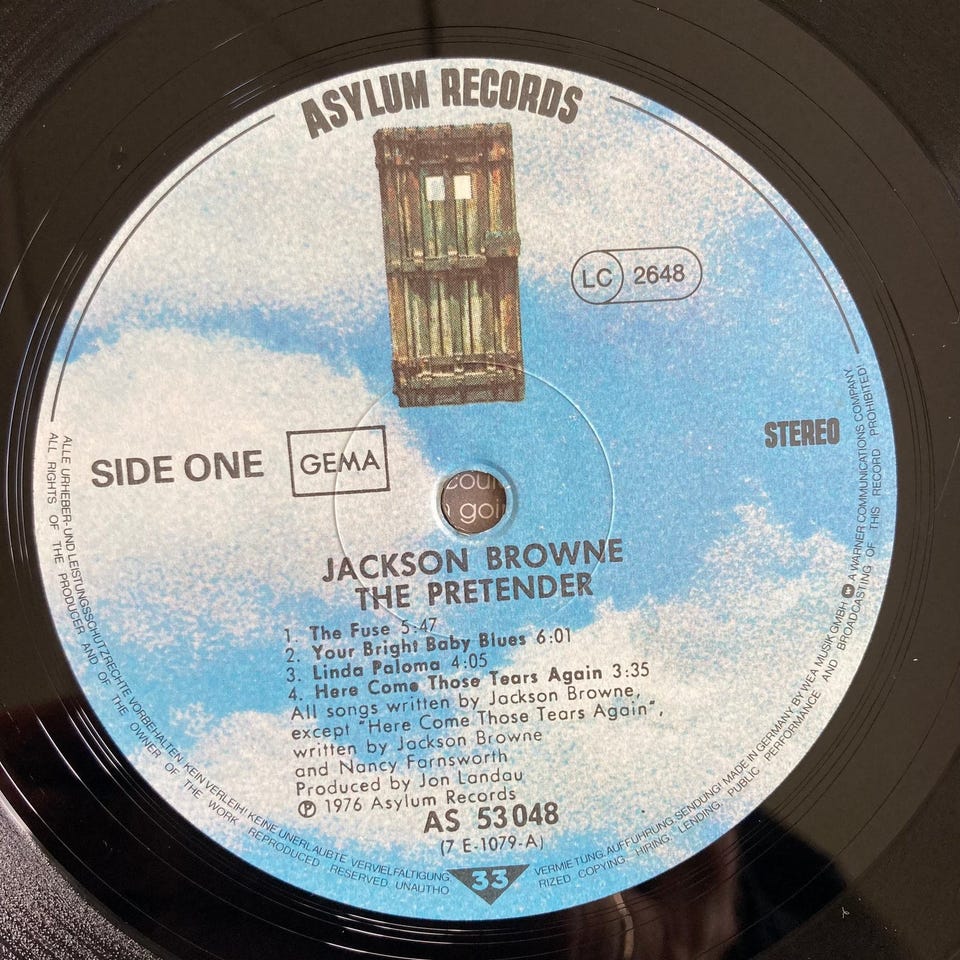 ASYLUM RECORDS
LC 2648
STEREO
SIDE ONE
GEMA
cour
goi
JACKSON BROWNE
THE PRETENDER
1. The Fuse 5:47
2. Your Bright Baby Blues 6:01
3. Linda Paloma 4:05
4. Here Come Those Tears Again 3:35
All songs written by Jackson Browne,
except "Here Come Those Tears Again",
written by Jackson Browne
and Nancy Farnsworth
Produced by Jon Landau
℗ 1976 Asylum Records
AS 53 048
(7 E-1079-A)
33
ALLE URHEBER- UND LEISTUNGSSCHUTZRECHTE VORBEHALTEN KEIN VERLEIH! KEINE UNERLAUBTE VERVIELFÄLTIGUNG,
VERMIETUNG, AUFFÜHRUNG, SENDUNG! MADE IN GERMANY BY WEA MUSIK GMBH A WARNER COMMUNICATIONS COMPANY
ALL RIGHTS OF THE PRODUCER AND OF THE OWNER OF THE WORK REPRODUCED RESERVED UNAUTHO
RIZED COPYING – HIRING, LENDING, PUBLIC PERFORMANCE AND BROADCASTING OF THIS RECORD PROHIBITED!